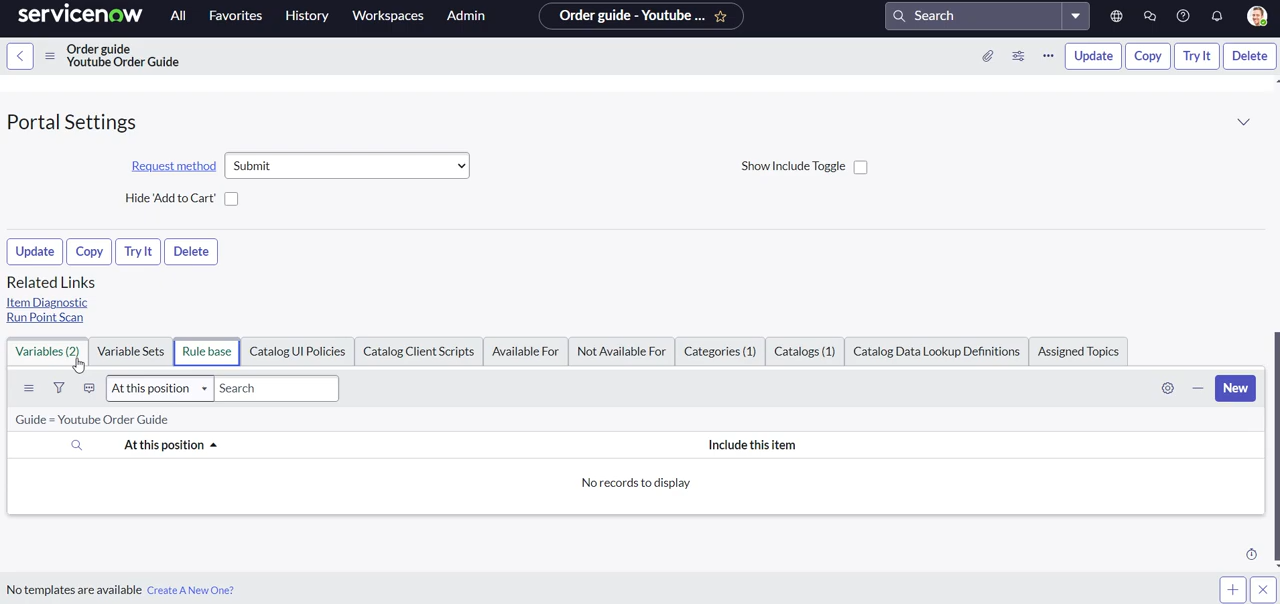 servicenow All Favorites History Workspaces Admin Order guide - Youtube ... Search
Order guide
Youtube Order Guide
Update Copy Try It Delete
Portal Settings
Request method Submit Show Include Toggle
Hide 'Add to Cart'
Update Copy Try It Delete
Related Links
Item Diagnostic
Run Point Scan
Variables (2) Variable Sets Rule base Catalog UI Policies Catalog Client Scripts Available For Not Available For Categories (1) Catalogs (1) Catalog Data Lookup Definitions Assigned Topics
At this position Search New
Guide = Youtube Order Guide
At this position Include this item
No records to display
No templates are available Create A New One?